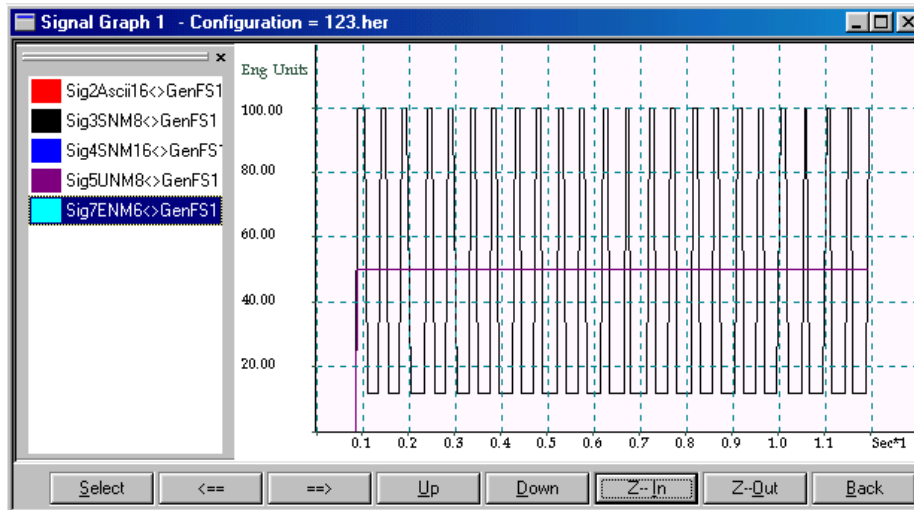 Signal Graph 1 - Configuration = 123.her
Sig2Ascii16<>GenFS1
Sig3SNM8<>GenFS1
Sig4SNM16<>GenFS1
Sig5UNM8<>GenFS1
Sig7ENM6<>GenFS1
Eng Units
100.00
80.00
60.00
40.00
20.00
0.1 0.2 0.3 0.4 0.5 0.6 0.7 0.8 0.9 1.0 1.1 Sec*1
Select <== ==> Up Down Z--In Z--Out Back